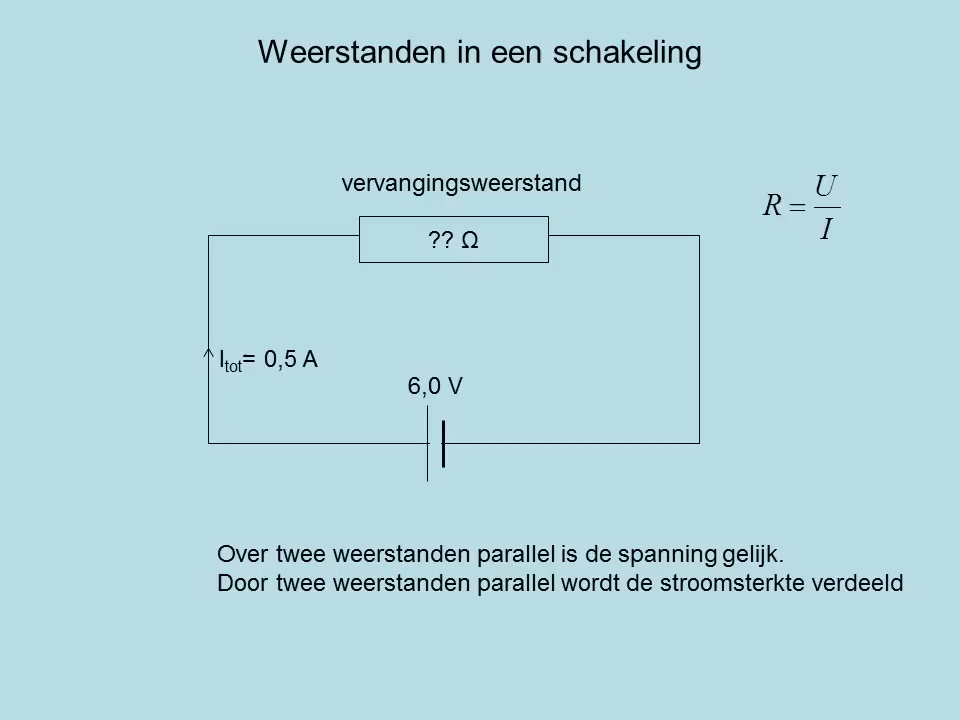 Weerstanden in een schakeling
vervangingsweerstand
R = U / I
?? Ω
Itot= 0,5 A
6,0 V
Over twee weerstanden parallel is de spanning gelijk.
Door twee weerstanden parallel wordt de stroomsterkte verdeeld